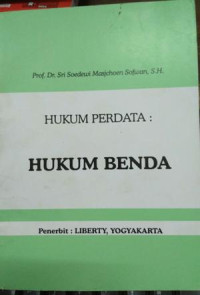 Prof. Dr. Sri Soedewi Masjchoen Sofwan, S.H.
HUKUM PERDATA :
HUKUM BENDA
Penerbit : LIBERTY, YOGYAKARTA